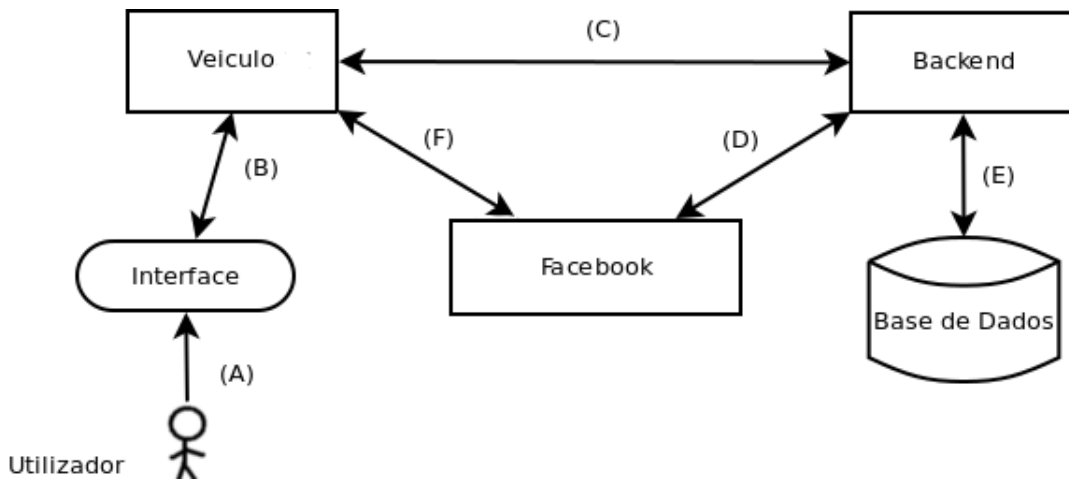 (C)
Veiculo
Backend
(F)
(D)
(B)
(E)
Facebook
Interface
Base de Dados
(A)
Utilizador